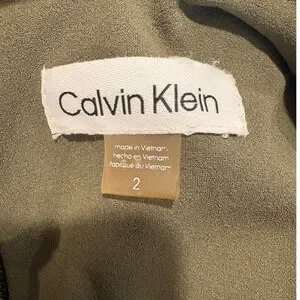 Calvin Klein
made in Vietnam
hecho en Vietnam
fabriqué au Vietnam
2